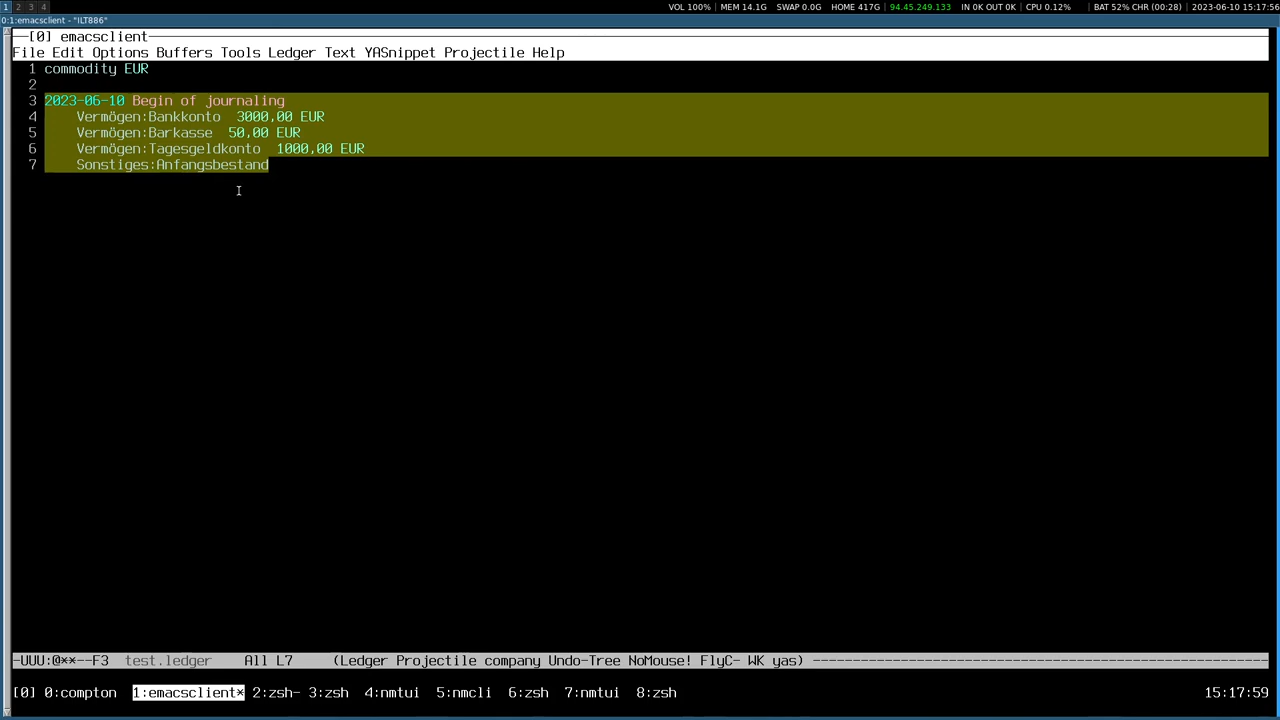 1 2 3 4 VOL 100% MEM 14.1G SWAP 0.0G HOME 417G 94.45.249.133 IN 0K OUT 0K CPU 0.12% BAT 52% CHR (00:28) 2023-06-10 15:17:56
0:1:emacsclient - "ILT886"
[0] emacsclient
File Edit Options Buffers Tools Ledger Text YASnippet Projectile Help
1 commodity EUR
2
3 2023-06-10 Begin of journaling
4     Vermögen:Bankkonto  3000,00 EUR
5     Vermögen:Barkasse  50,00 EUR
6     Vermögen:Tagesgeldkonto  1000,00 EUR
7     Sonstiges:Anfangsbestand
-UUU:@**--F3  test.ledger    All L7     (Ledger Projectile company Undo-Tree NoMouse! FlyC- WK yas) ---------------------------------------------------------
[0] 0:compton  1:emacsclient* 2:zsh- 3:zsh  4:nmtui  5:nmcli  6:zsh  7:nmtui  8:zsh 15:17:59